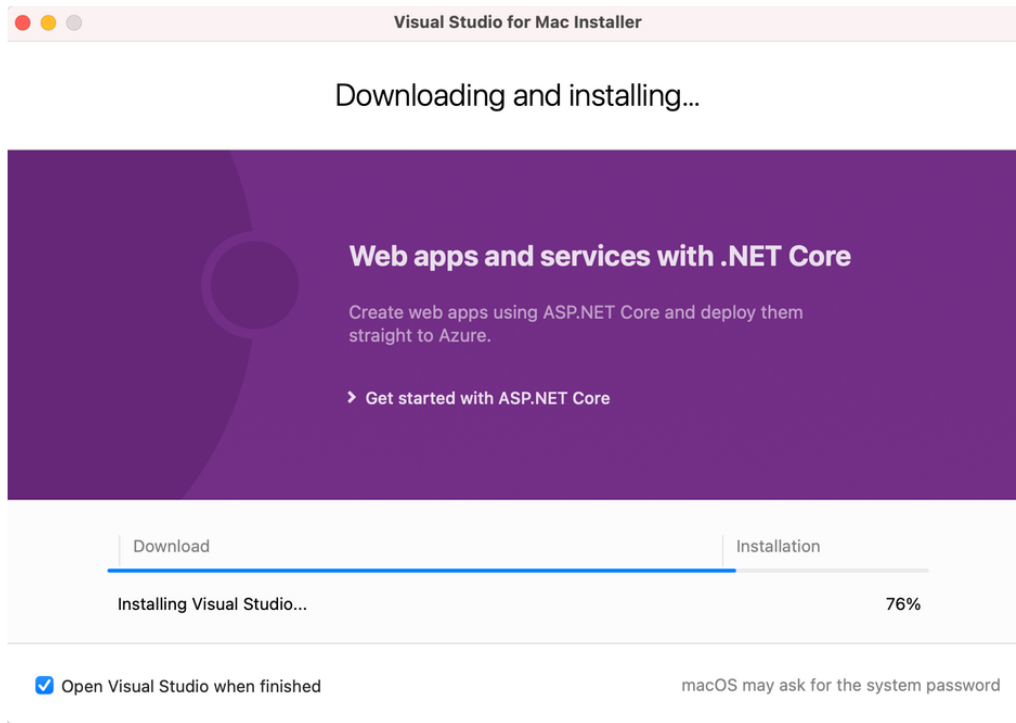 Visual Studio for Mac Installer
Downloading and installing...
Web apps and services with .NET Core
Create web apps using ASP.NET Core and deploy them
straight to Azure.
Get started with ASP.NET Core
Download
Installation
Installing Visual Studio...
76%
Open Visual Studio when finished
macOS may ask for the system password